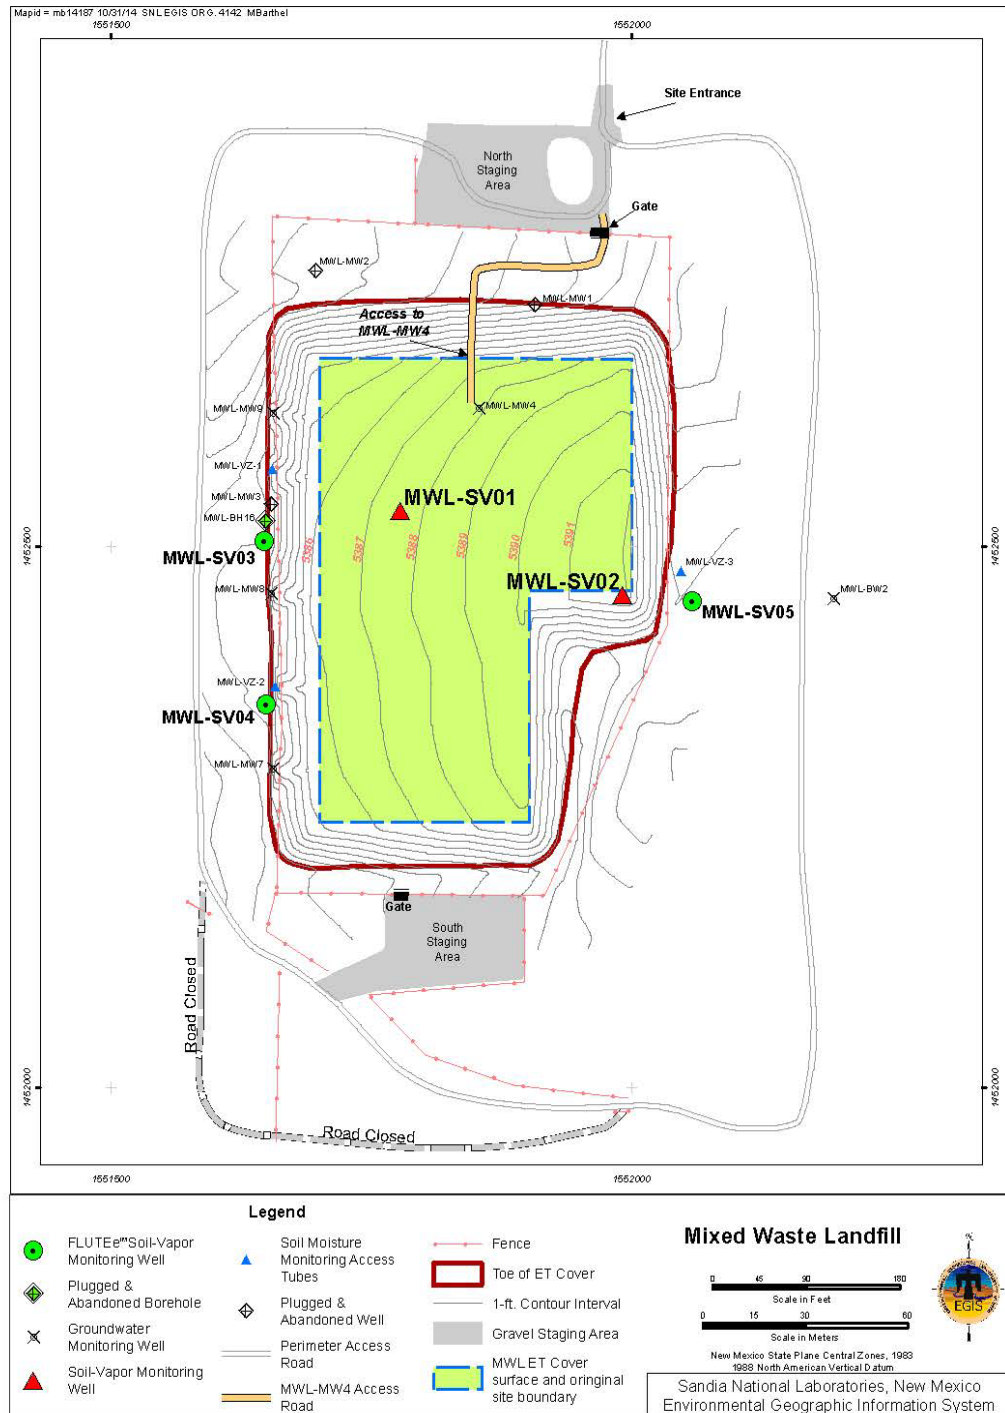 Mapid = mb14187 10/31/14 SNL EGIS ORG. 4142 MBarthel
1551500
1552000
Site Entrance
North
Staging
Area
Gate
MWL-MW2
MWL-MW1
Access to
MWL-MW4
MWL-MW9
MWL-MW4
MWL-VZ-1
MWL-SV01
MWL-MW3
MWL-BH16
1452500
1452500
5386
5387
5388
5389
5390
5391
MWL-SV03
MWL-SV02
MWL-VZ-3
MWL-MW8
MWL-SV05
MWL-BW2
MWL-VZ-2
MWL-SV04
MWL-MW7
Gate
South
Staging
Area
Road Closed
1452000
1452000
Road Closed
1551500
1552000
Legend
FLUTEe™Soil-Vapor
Monitoring Well
Plugged &
Abandoned Borehole
Groundwater
Monitoring Well
Soil-Vapor Monitoring
Well
Soil Moisture
Monitoring Access
Tubes
Plugged &
Abandoned Well
Perimeter Access
Road
MWL-MW4 Access
Road
Fence
Toe of ET Cover
1-ft. Contour Interval
Gravel Staging Area
MWL ET Cover
surface and oringinal
site boundary
Mixed Waste Landfill
0 45 90 180
Scale in Feet
0 15 30 60
Scale in Meters
EGIS
New Mexico State Plane Central Zones, 1983
1988 North American Vertical Datum
Sandia National Laboratories, New Mexico
Environmental Geographic Information System